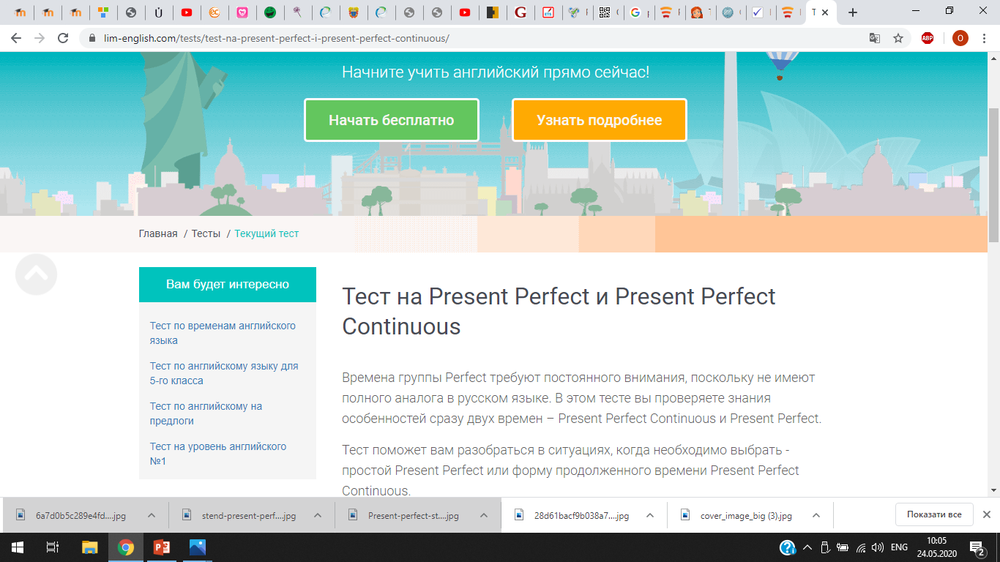 lim-english.com/tests/test-na-present-perfect-i-present-perfect-continuous/
ABP
O
Начните учить английский прямо сейчас!
Начать бесплатно
Узнать подробнее
Главная / Тесты / Текущий тест
Вам будет интересно
Тест по временам английского
языка
Тест по английскому языку для
5-го класса
Тест по английскому на
предлоги
Тест на уровень английского
№1
Тест на Present Perfect и Present Perfect
Continuous
Времена группы Perfect требуют постоянного внимания, поскольку не имеют
полного аналога в русском языке. В этом тесте вы проверяете знания
особенностей сразу двух времен – Present Perfect Continuous и Present Perfect.
Тест поможет вам разобраться в ситуациях, когда необходимо выбрать -
простой Present Perfect или форму продолженного времени Present Perfect
Continuous.
6a7d0b5c289e4fd....jpg
stend-present-perf....jpg
Present-perfect-st....jpg
28d61bacf9b038a7....jpg
cover_image_big (3).jpg
Показати все
ENG
10:05
24.05.2020
2